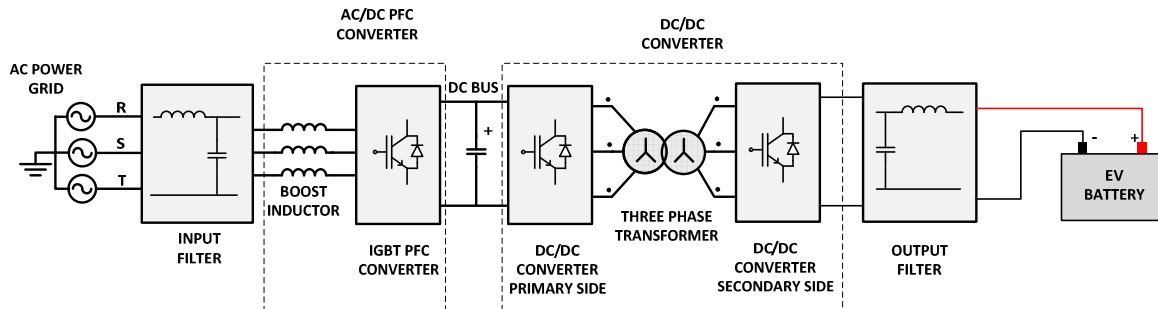 AC/DC PFC
CONVERTER
DC/DC
CONVERTER
AC POWER
GRID
R
S
T
INPUT
FILTER
BOOST
INDUCTOR
IGBT PFC
CONVERTER
DC BUS
+
DC/DC
CONVERTER
PRIMARY SIDE
THREE PHASE
TRANSFORMER
DC/DC
CONVERTER
SECONDARY SIDE
OUTPUT
FILTER
-
+
EV
BATTERY